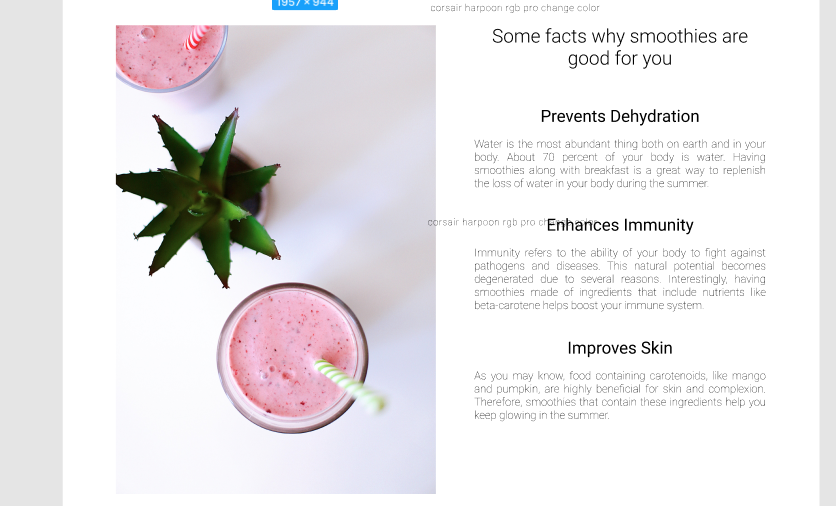 1957 × 944
corsair harpoon rgb pro change color
Some facts why smoothies are
good for you
Prevents Dehydration
Water is the most abundant thing both on earth and in your
body. About 70 percent of your body is water. Having
smoothies along with breakfast is a great way to replenish
the loss of water in your body during the summer.
corsair harpoon rgb pro change color
Enhances Immunity
Immunity refers to the ability of your body to fight against
pathogens and diseases. This natural potential becomes
degenerated due to several reasons. Interestingly, having
smoothies made of ingredients that include nutrients like
beta-carotene helps boost your immune system.
Improves Skin
As you may know, food containing carotenoids, like mango
and pumpkin, are highly beneficial for skin and complexion.
Therefore, smoothies that contain these ingredients help you
keep glowing in the summer.